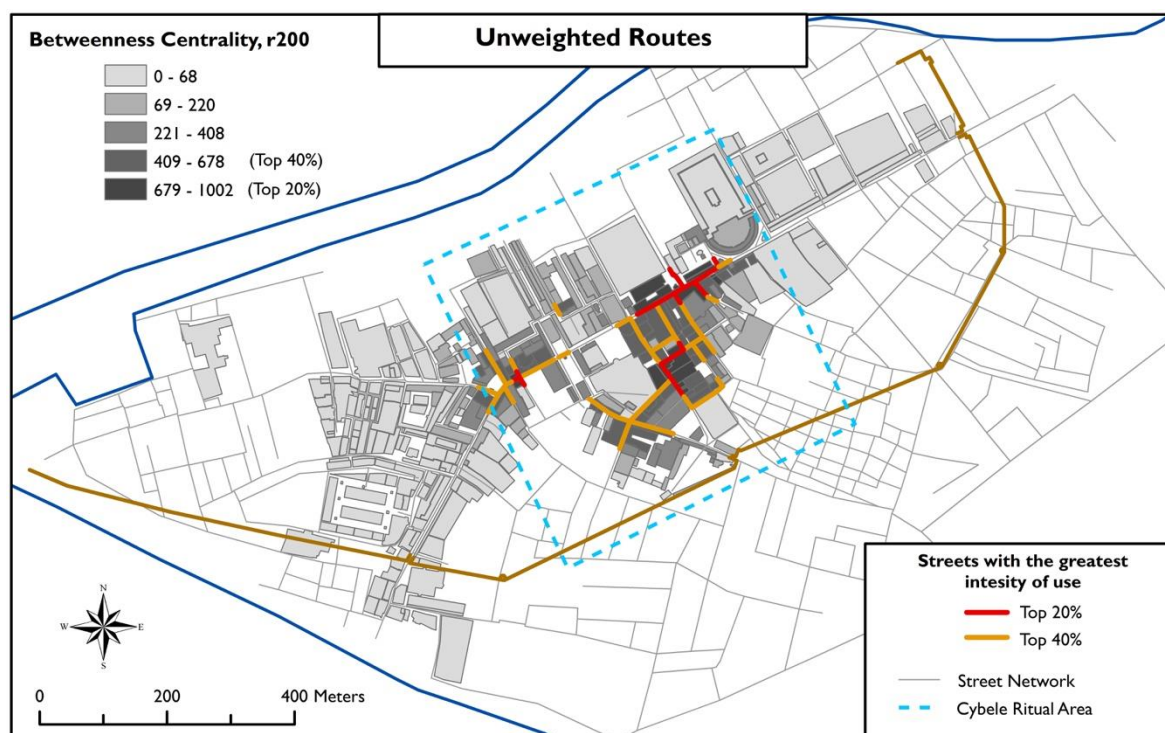 Unweighted Routes
Betweenness Centrality, r200
0 - 68
69 - 220
221 - 408
409 - 678 (Top 40%)
679 - 1002 (Top 20%)
N
W E
S
0 200 400 Meters
Streets with the greatest
intesity of use
Top 20%
Top 40%
Street Network
Cybele Ritual Area